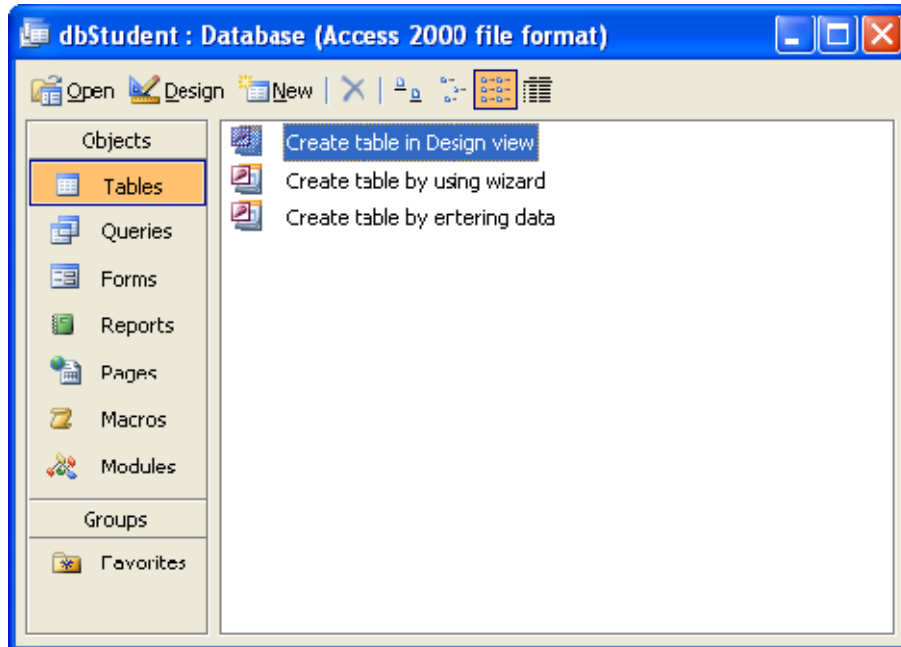 dbStudent : Database (Access 2000 file format)
Open Design New
Objects
Tables
Queries
Forms
Reports
Pages
Macros
Modules
Groups
Favorites
Create table in Design view
Create table by using wizard
Create table by entering data